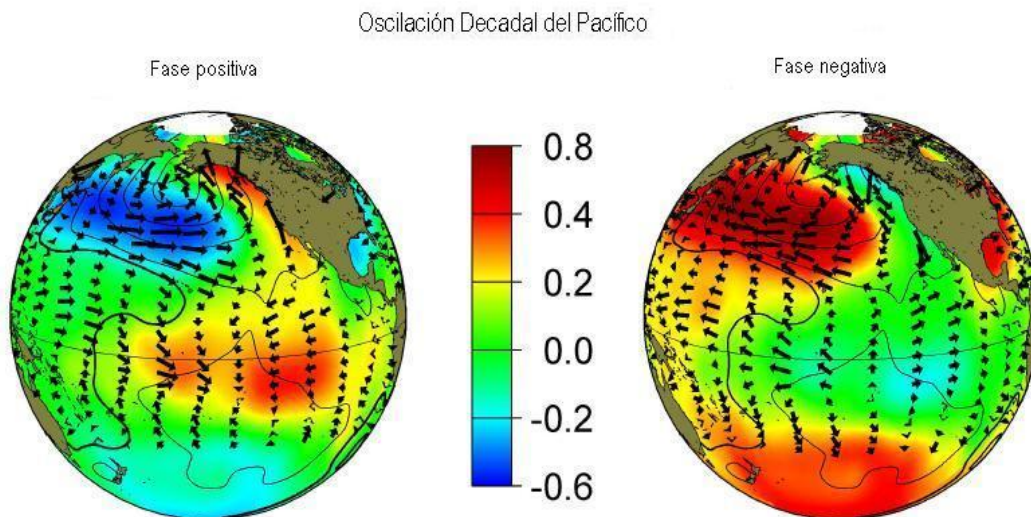 Oscilación Decadal del Pacífico
Fase positiva
Fase negativa
0.8
0.4
0.2
0.0
-0.2
-0.6